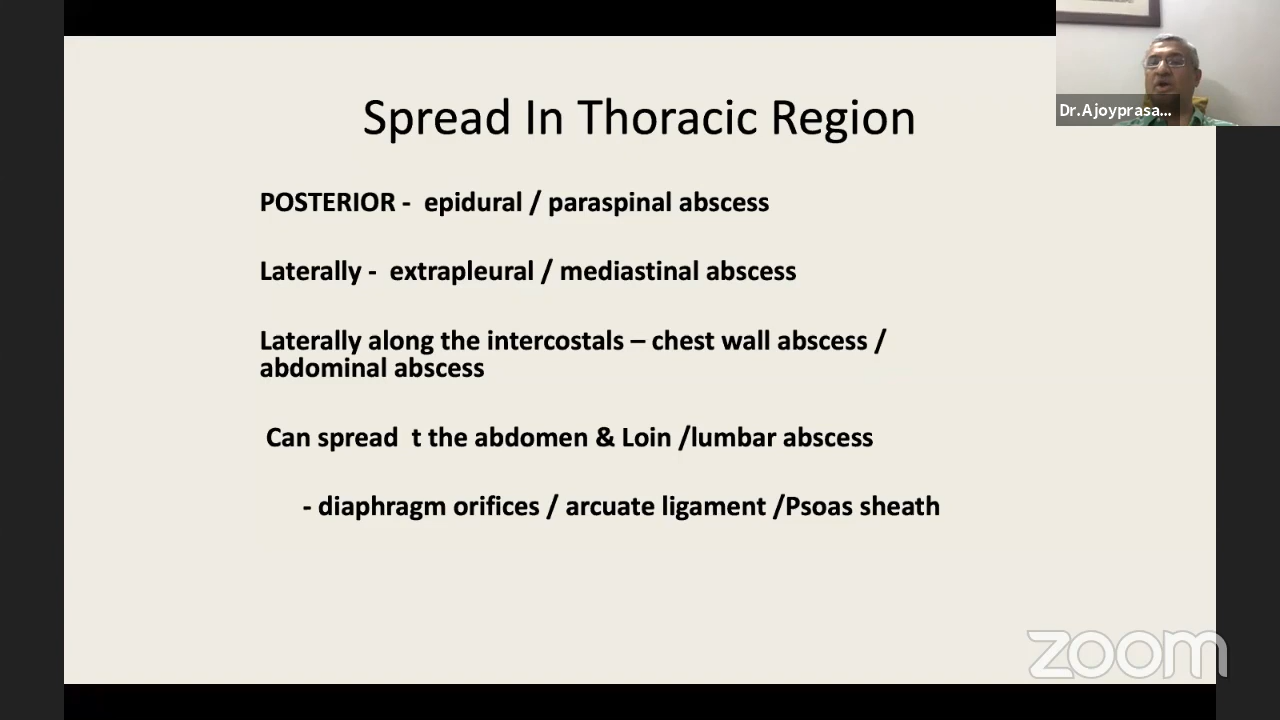 Spread In Thoracic Region
Dr.Ajoyprasa...
POSTERIOR - epidural / paraspinal abscess
Laterally - extrapleural / mediastinal abscess
Laterally along the intercostals – chest wall abscess /
abdominal abscess
Can spread t the abdomen & Loin /lumbar abscess
- diaphragm orifices / arcuate ligament /Psoas sheath
zoom